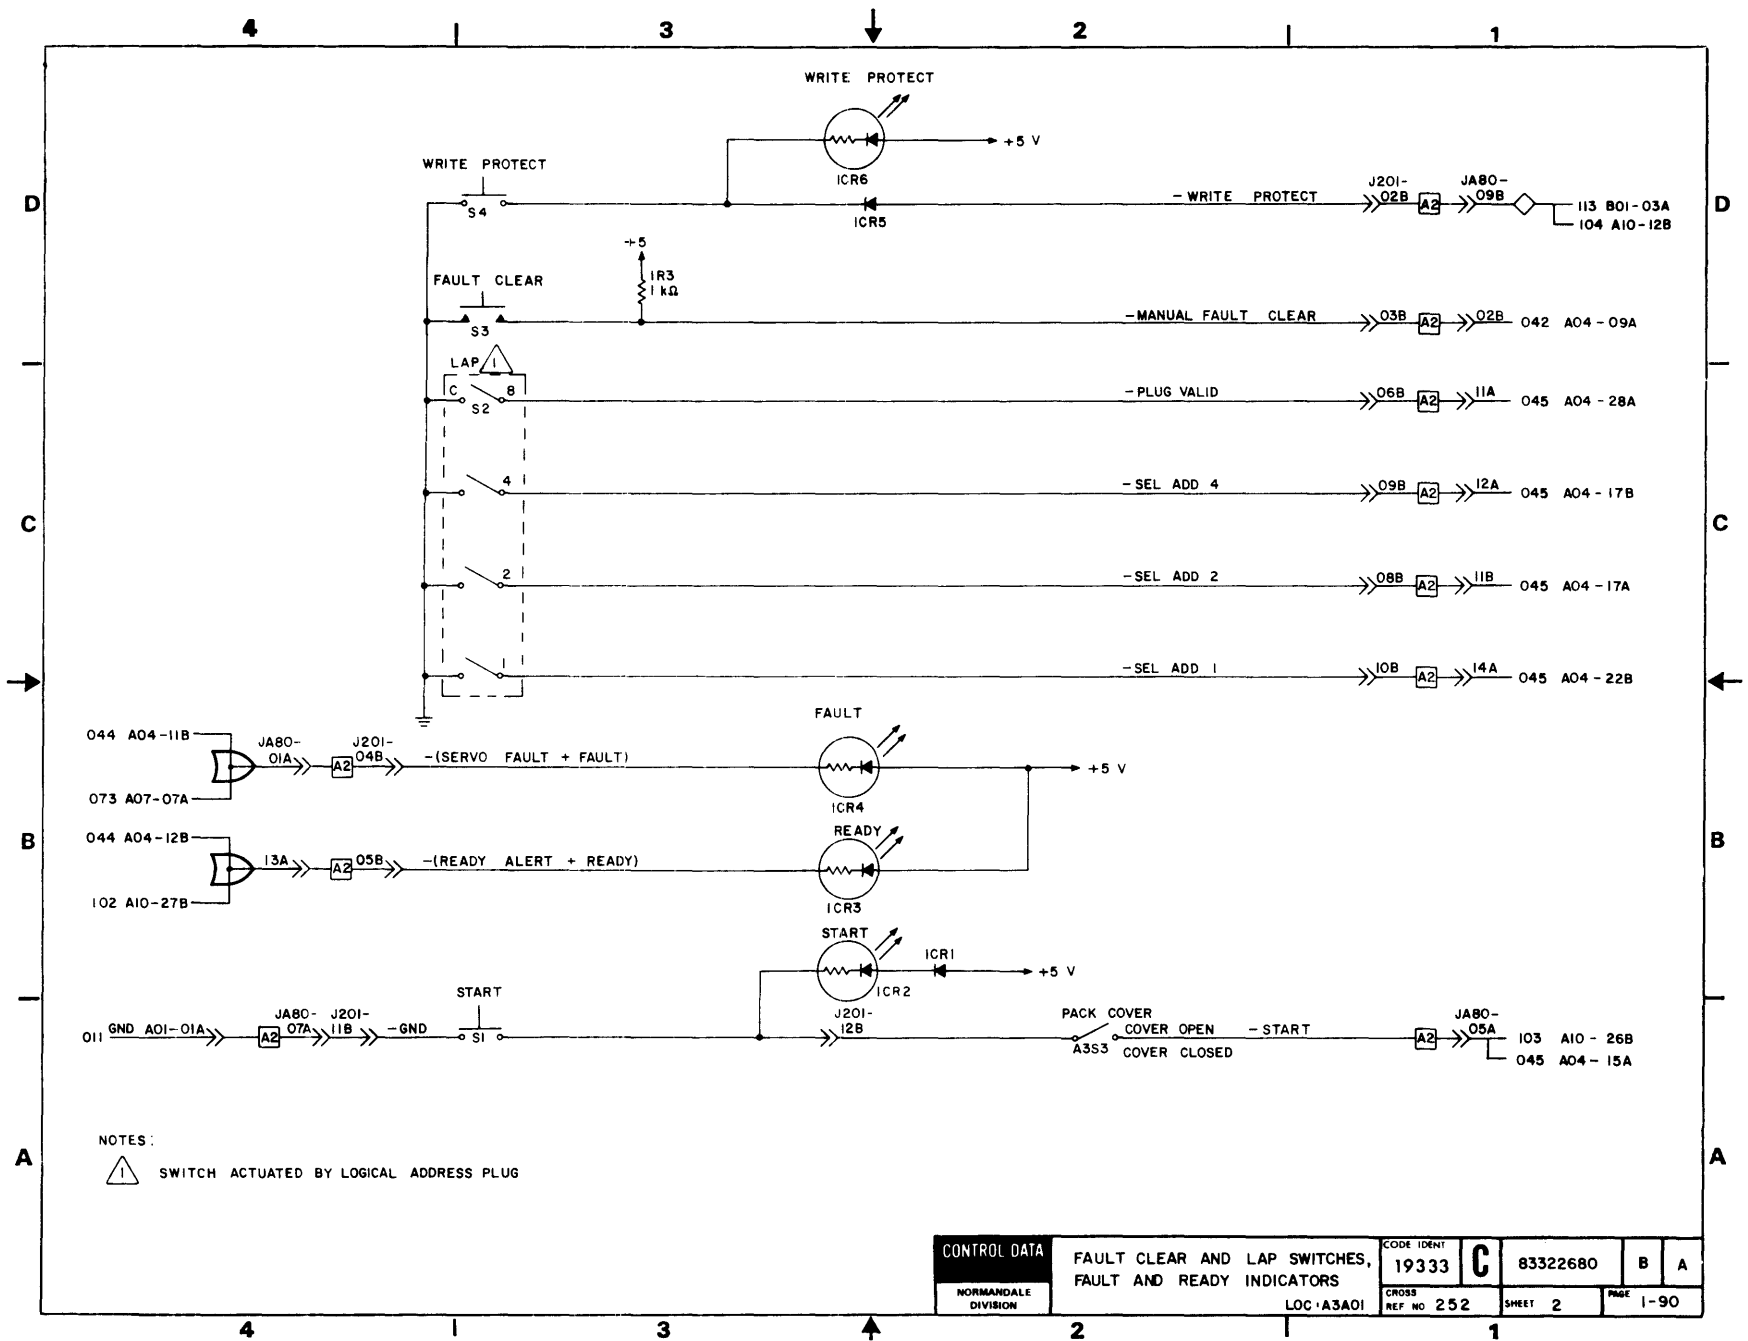 4 3 2 1
WRITE PROTECT
+5 V
ICR6
WRITE PROTECT
S4
ICR5
-WRITE PROTECT
J201-
02B
A2
JA80-
09B
113 B01-03A
104 A10-12B
D D
+5
1R3
1 kΩ
FAULT CLEAR
S3
-MANUAL FAULT CLEAR
03B
A2
02B
042 A04-09A
LAP
1
C
S2
8
-PLUG VALID
06B
A2
11A
045 A04-28A
4
-SEL ADD 4
09B
A2
12A
045 A04-17B
C C
2
-SEL ADD 2
08B
A2
11B
045 A04-17A
1
-SEL ADD 1
10B
A2
14A
045 A04-22B
044 A04-11B
073 A07-07A
JA80-
01A
A2
J201-
04B
-(SERVO FAULT + FAULT)
FAULT
ICR4
+5 V
B B
044 A04-12B
102 A10-27B
13A
A2
05B
-(READY ALERT + READY)
READY
ICR3
START
ICR2
ICR1
+5 V
011 GND A01-01A
A2
JA80-
07A
J201-
11B
-GND
START
S1
J201-
12B
PACK COVER
A3S3
COVER OPEN
COVER CLOSED
-START
A2
JA80-
05A
103 A10-26B
045 A04-15A
NOTES:
1 SWITCH ACTUATED BY LOGICAL ADDRESS PLUG
A A
CONTROL DATA
NORMANDALE
DIVISION
FAULT CLEAR AND LAP SWITCHES,
FAULT AND READY INDICATORS
LOC:A3A01
CODE IDENT
19333
C
83322680
B
A
CROSS
REF NO 252
SHEET 2
PAGE 1-90
4 3 2 1